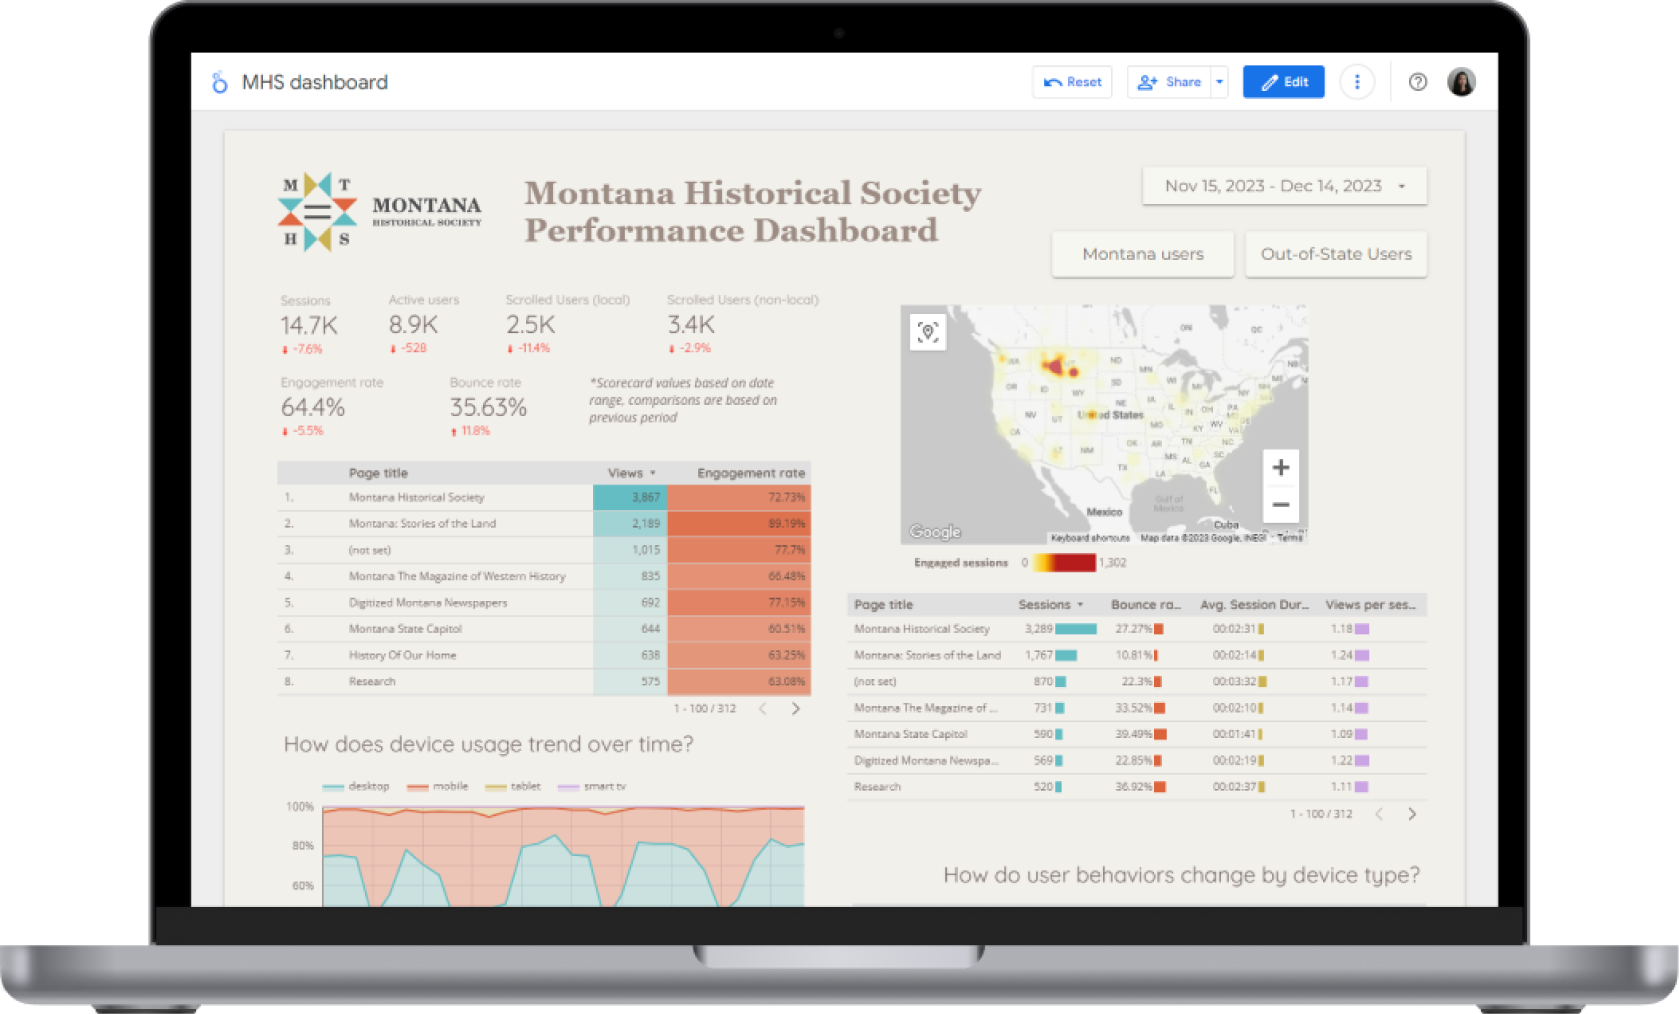 MHS dashboard
Reset
Share
Edit
M T
H S
MONTANA
HISTORICAL SOCIETY
Montana Historical Society
Performance Dashboard
Nov 15, 2023 - Dec 14, 2023
Montana users
Out-of-State Users
Sessions
14.7K
-7.6%
Active users
8.9K
-528
Scrolled Users (local)
2.5K
-11.4%
Scrolled Users (non-local)
3.4K
-2.9%
Engagement rate
64.4%
-5.5%
Bounce rate
35.63%
11.8%
*Scorecard values based on date
range, comparisons are based on
previous period
Page title Views Engagement rate
1. Montana Historical Society 3,867 72.73%
2. Montana: Stories of the Land 2,189 89.19%
3. (not set) 1,015 77.7%
4. Montana The Magazine of Western History 835 66.48%
5. Digitized Montana Newspapers 692 77.15%
6. Montana State Capitol 644 60.51%
7. History Of Our Home 638 63.25%
8. Research 575 63.08%
1 - 100 / 312
How does device usage trend over time?
desktop mobile tablet smart tv
100%
80%
60%
ON QC
WA MT ND NB
MN
OR ID SD WI MI ME
WY NH
NE IA NY
NV UT United States IL IN OH PA
MO KY WV
CA VA
OK AR TN NC
NM MS AL SC
TX LA GA
FL
Gulf of
Mexico
Mexico
Cuba
Google
Keyboard shortcuts Map data ©2023 Google, INEGI Terms
Engaged sessions 0 1,302
Page title Sessions Bounce ra... Avg. Session Dur... Views per ses...
Montana Historical Society 3,289 27.27% 00:02:31 1.18
Montana: Stories of the Land 1,767 10.81% 00:02:14 1.24
(not set) 870 22.3% 00:03:32 1.17
Montana The Magazine of ... 731 33.52% 00:02:10 1.14
Montana State Capitol 590 39.49% 00:01:41 1.09
Digitized Montana Newspa... 569 22.85% 00:02:19 1.22
Research 520 36.92% 00:02:37 1.11
1 - 100 / 312
How do user behaviors change by device type?